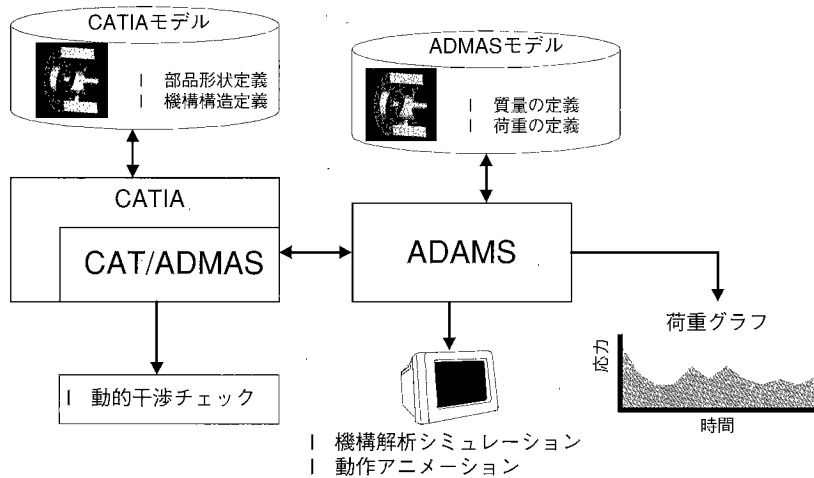 CATIAモデル
l 部品形状定義
l 機構構造定義
ADMASモデル
l 質量の定義
l 荷重の定義
CATIA
CAT/ADMAS
ADAMS
荷重グラフ
応力
時間
l 動的干渉チェック
l 機構解析シミュレーション
l 動作アニメーション